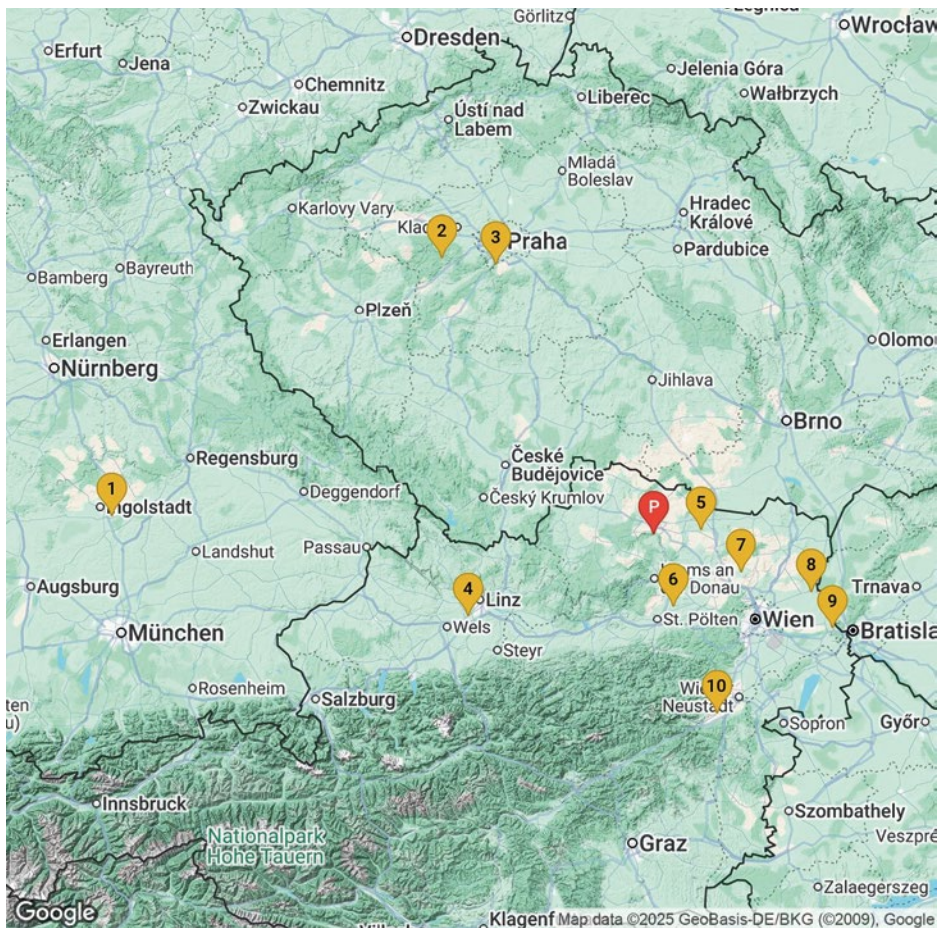 Görlitz
Wrocław
Erfurt
Dresden
Jena
Jelenia Góra
Chemnitz
Liberec
Wałbrzych
Zwickau
Ústí nad
Labem
Mladá
Boleslav
Karlovy Vary
Hradec
Králové
2
3
Praha
Pardubice
Bamberg
Bayreuth
Plzeň
Erlangen
Nürnberg
Jihlava
Brno
Regensburg
České
Budějovice
1
Deggendorf
Český Krumlov
Ingolstadt
P
5
Landshut
Passau
7
Augsburg
4
Linz
6
Donau
8
Trnava
München
Wels
St. Pölten
Wien
9
Steyr
Rosenheim
Salzburg
10
Neustadt
Sopron
Győr
Innsbruck
Szombathely
Nationalpark
Hohe Tauern
Graz
Zalaegerszeg
Google
Map data ©2025 GeoBasis-DE/BKG (©2009), Google